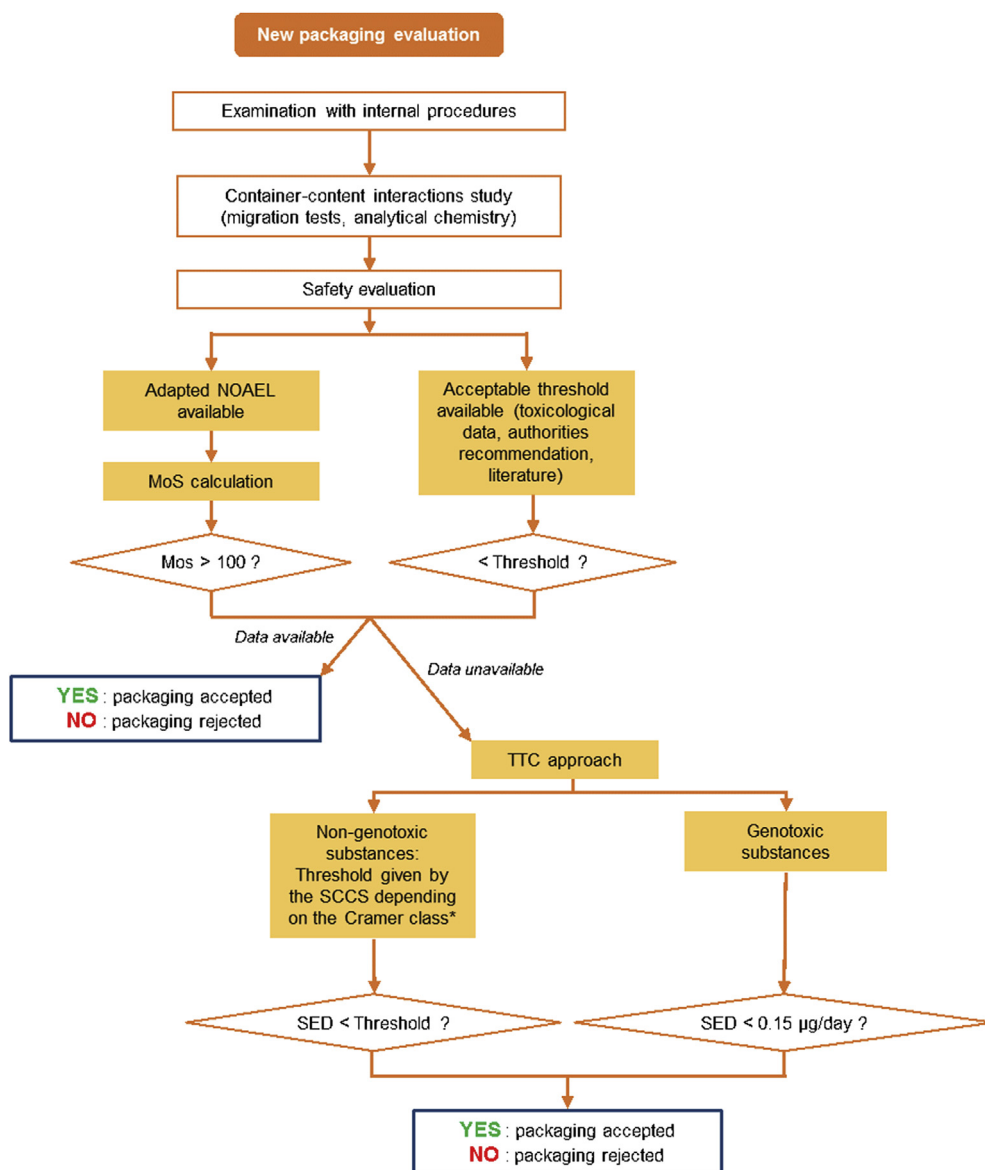 New packaging evaluation
Examination with internal procedures
Container-content interactions study
(migration tests, analytical chemistry)
Safety evaluation
Adapted NOAEL
available
Acceptable threshold
available (toxicological
data, authorities
recommendation,
literature)
MoS calculation
Mos > 100 ?
< Threshold ?
Data available
Data unavailable
YES : packaging accepted
NO : packaging rejected
TTC approach
Non-genotoxic
substances:
Threshold given by
the SCCS depending
on the Cramer class*
Genotoxic
substances
SED < Threshold ?
SED < 0.15 µg/day ?
YES : packaging accepted
NO : packaging rejected